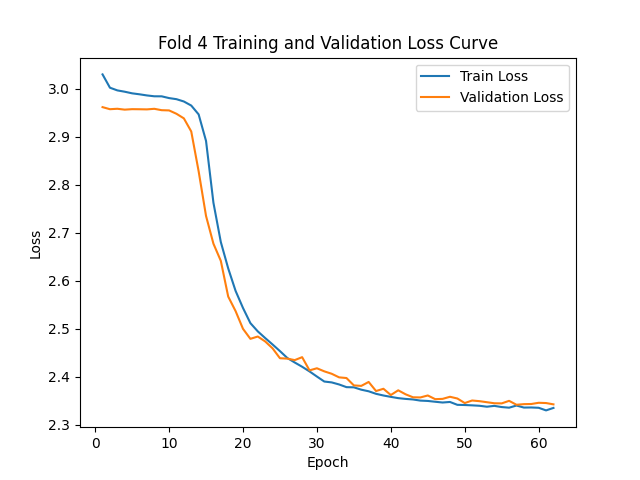 Fold 4 Training and Validation Loss Curve
Train Loss
Validation Loss
3.0
2.9
2.8
2.7
2.6
2.5
2.4
2.3
Loss
0 10 20 30 40 50 60
Epoch